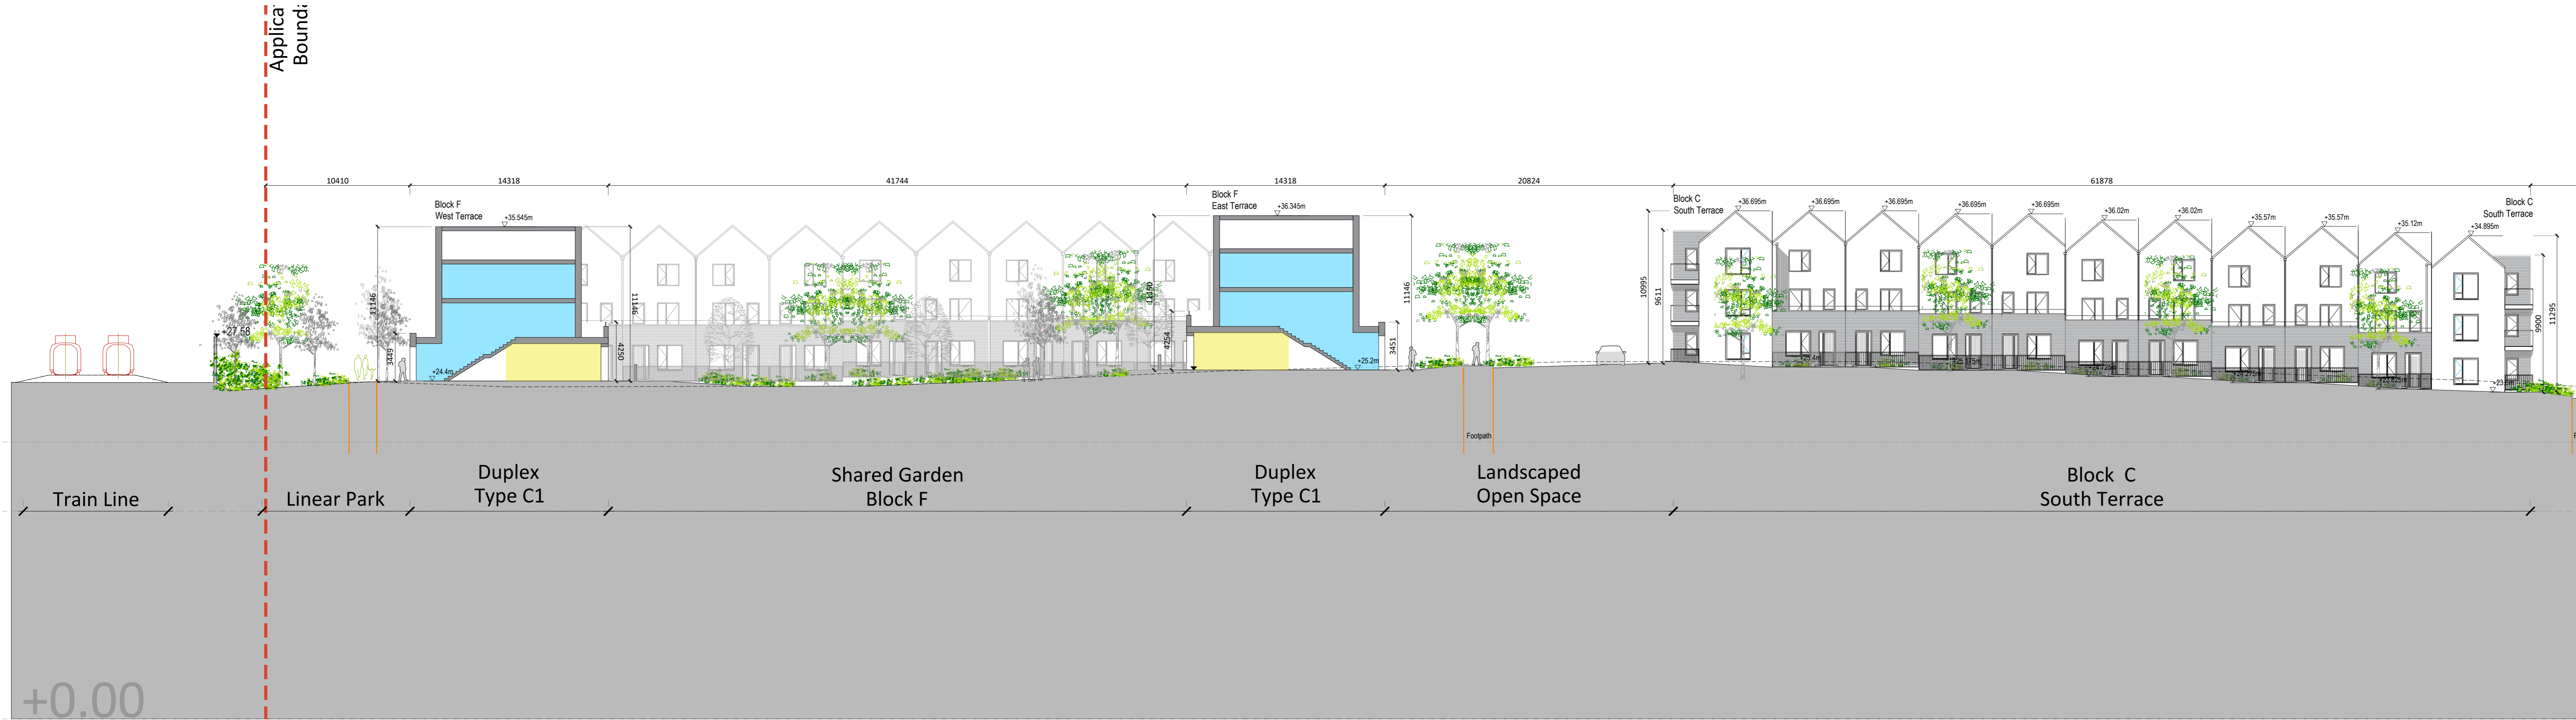 Applica
Bounda
10410
14318
41744
14318
20824
61878
Block F
West Terrace
+35.545m
Block F
East Terrace
+36.345m
Block C
South Terrace
+36.695m
+36.695m
+36.695m
+36.695m
+36.695m
+36.02m
+36.02m
+35.57m
+35.57m
+35.12m
+34.895m
Block C
South Terrace
11146
3449
11146
4250
4254
11146
3451
10995
9611
9900
11295
+27.58
+24.4m
+25.2m
Footpath
Train Line
Linear Park
Duplex
Type C1
Shared Garden
Block F
Duplex
Type C1
Landscaped
Open Space
Block C
South Terrace
+0.00